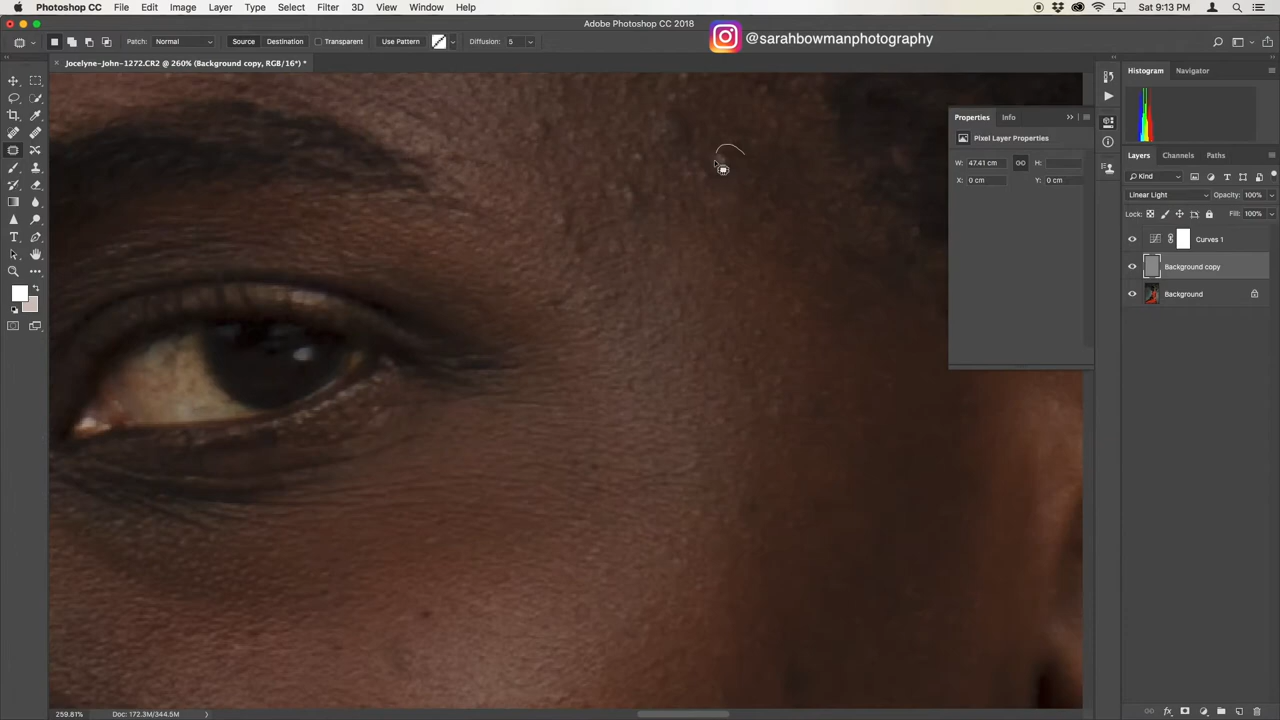 Photoshop CC File Edit Image Layer Type Select Filter 3D View Window Help Sat 9:13 PM
Adobe Photoshop CC 2018
Patch: Normal Source Destination Transparent Use Pattern Diffusion: 5
@sarahbowmanphotography
Jocelyne-John-1272.CR2 @ 260% (Background copy, RGB/16*) *
Histogram Navigator
Properties Info
Pixel Layer Properties
W: 47.41 cm H:
X: 0 cm Y: 0 cm
Layers Channels Paths
Kind
Linear Light Opacity: 100%
Lock: Fill: 100%
Curves 1
Background copy
Background
259.81% Doc: 172.3M/344.5M